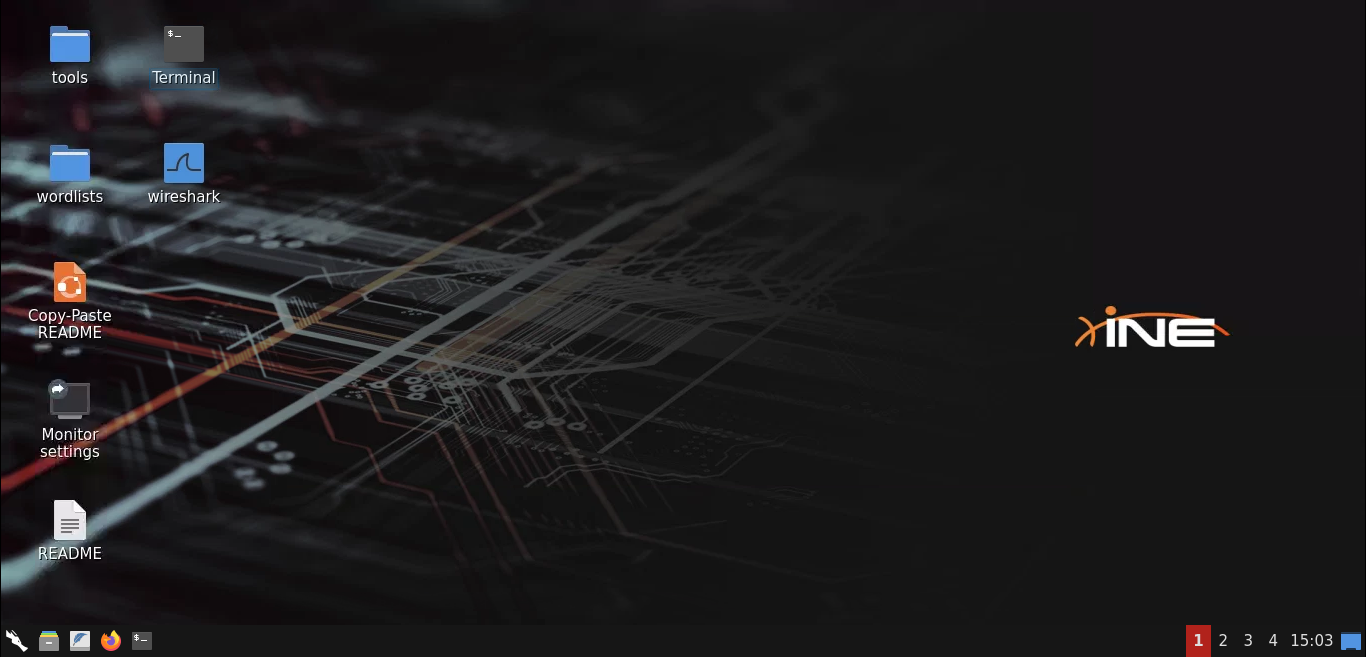 tools
$_
Terminal
wordlists
wireshark
Copy-Paste
README
Monitor
settings
README
INE
$_
1 2 3 4 15:03